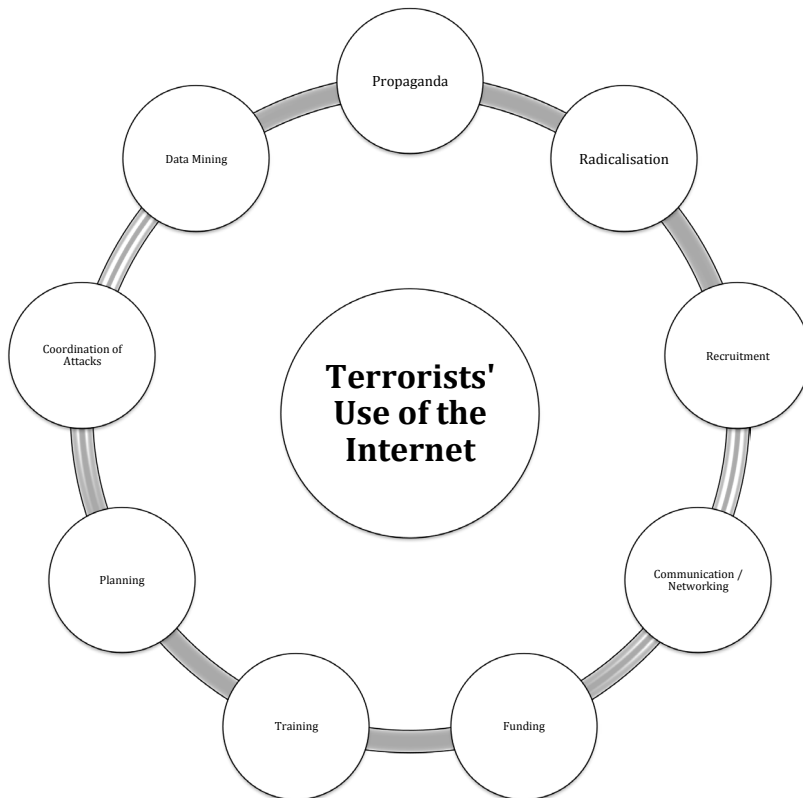 Propaganda
Radicalisation
Recruitment
Communication /
Networking
Funding
Training
Planning
Coordination of
Attacks
Data Mining
Terrorists'
Use of the
Internet